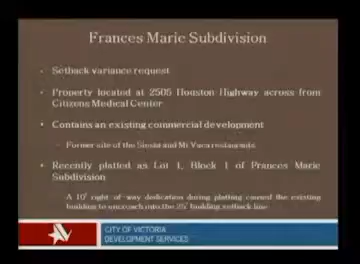 Frances Marie Subdivision
- Setback variance request
• Property located at 2505 Houston Highway across from
Citizens Medical Center
• Contains an existing commercial development
– Former site of the Siesta and Mi Yuca restaurants
• Recently platted as Lot 1, Block 1 of Frances Marie
Subdivision
A 10' right-of-way dedication during platting caused the existing
building to encroach into the 25' building setback line
CITY OF VICTORIA
DEVELOPMENT SERVICES